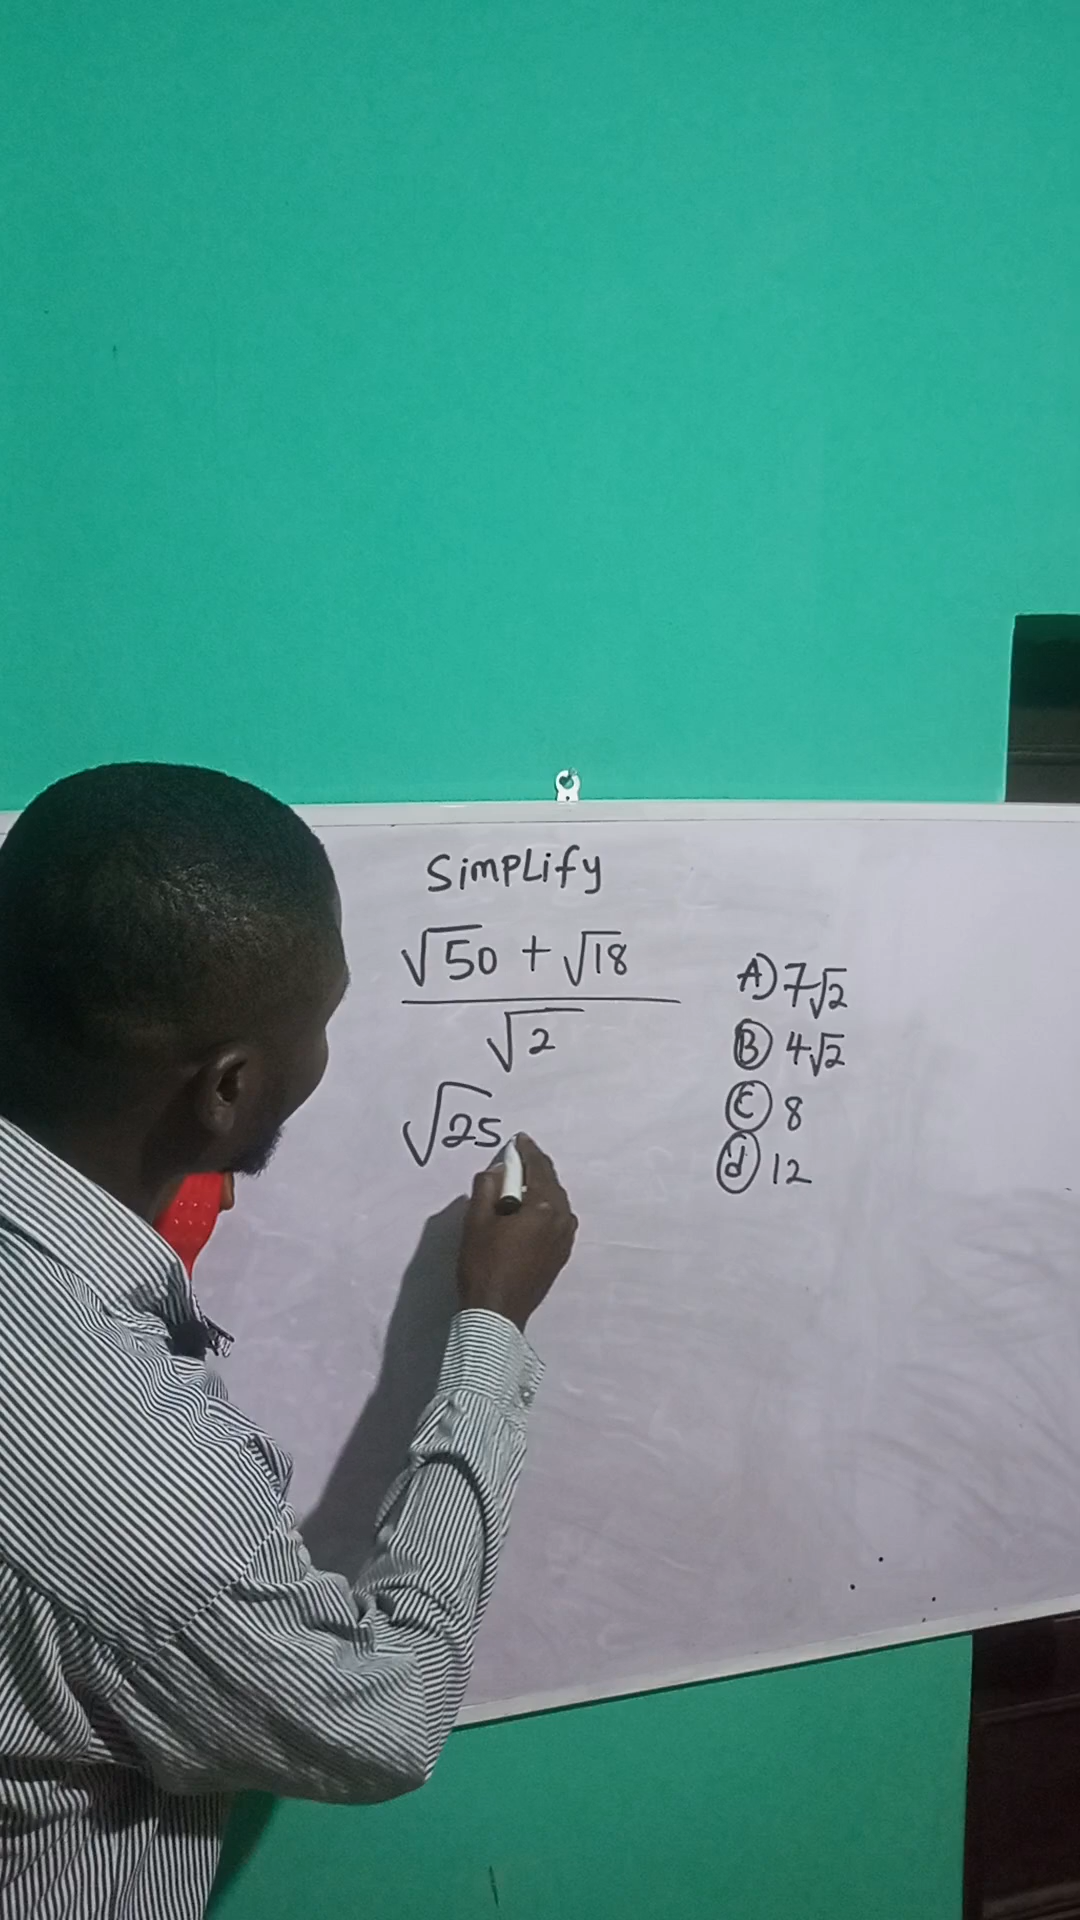 SimpLify
√50 + √18
√2
√25
A) 7√2
B) 4√2
C) 8
d) 12